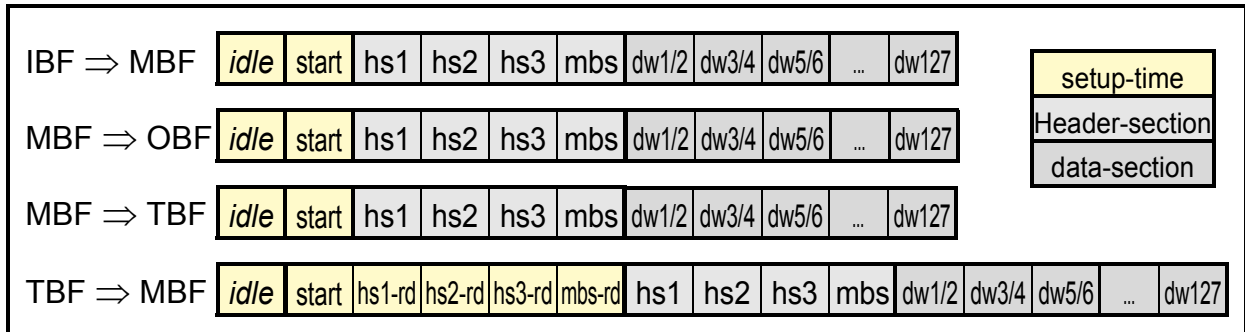 IBF ⇒ MBF idle start hs1 hs2 hs3 mbs dw1/2 dw3/4 dw5/6 ... dw127
MBF ⇒ OBF idle start hs1 hs2 hs3 mbs dw1/2 dw3/4 dw5/6 ... dw127
MBF ⇒ TBF idle start hs1 hs2 hs3 mbs dw1/2 dw3/4 dw5/6 ... dw127
TBF ⇒ MBF idle start hs1-rd hs2-rd hs3-rd mbs-rd hs1 hs2 hs3 mbs dw1/2 dw3/4 dw5/6 ... dw127
setup-time
Header-section
data-section